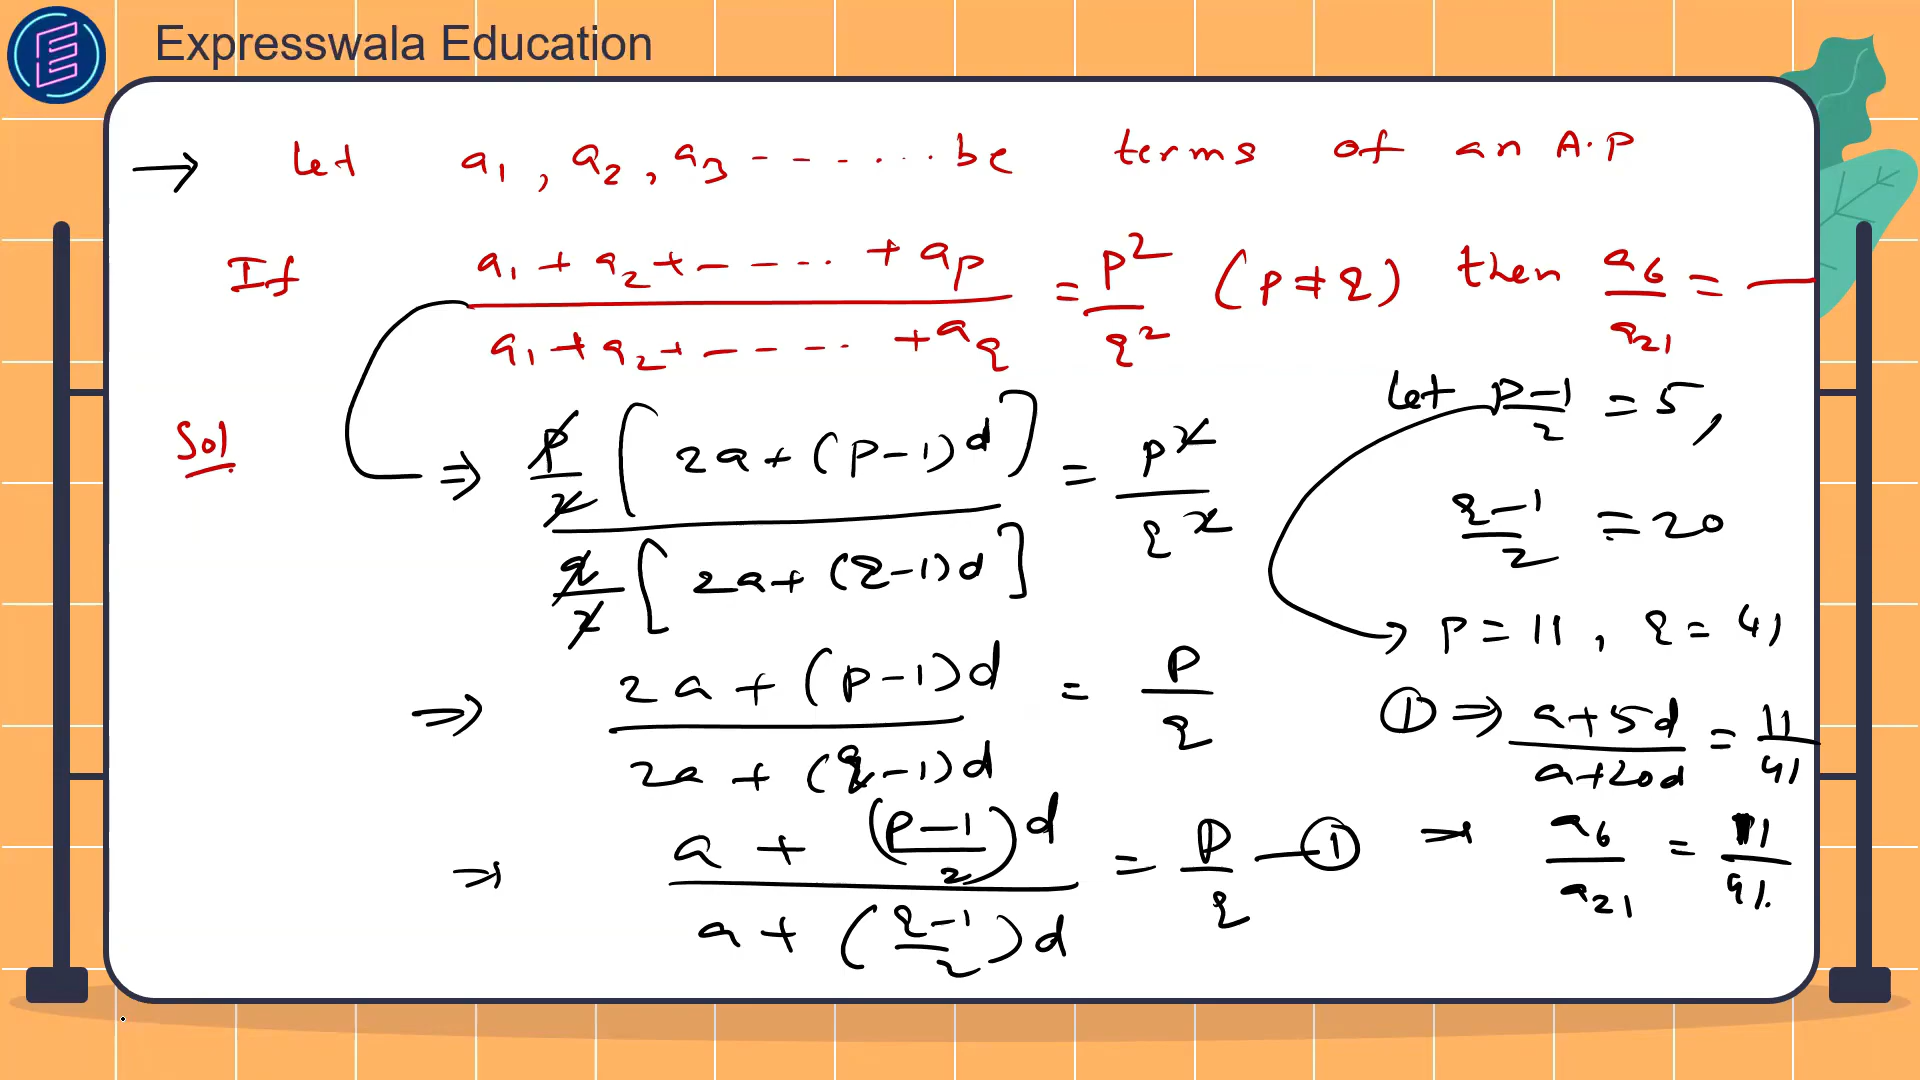 Expresswala Education
→ Let a₁, a₂, a₃ ------- be terms of an A.P
If (a₁ + a₂ + ----- + aₚ)/(a₁ + a₂ + ----- + a_q) = p²/q² (p ≠ q) then a₆/a₂₁ = —
Sol ⇒ (p/2 [2a + (p-1)d])/(q/2 [2a + (q-1)d]) = p²/q²
⇒ (2a + (p-1)d)/(2a + (q-1)d) = p/q
⇒ (a + ((p-1)/2)d)/(a + ((q-1)/2)d) = p/q — ①
Let (p-1)/2 = 5,
(q-1)/2 = 20
→ p = 11, q = 41
① ⇒ (a+5d)/(a+20d) = 11/41
⇒ a₆/a₂₁ = 11/41.